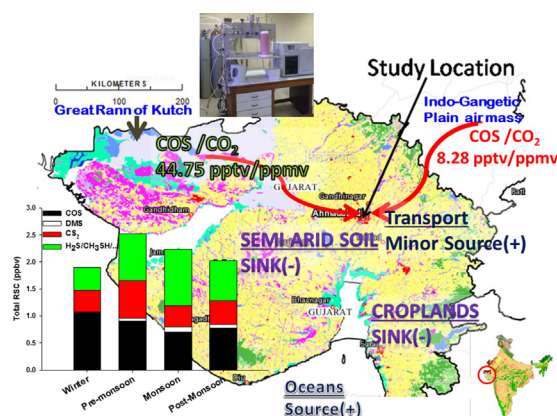 KILOMETERS
0 100 200
Great Rann of Kutch
Study Location
Indo-Gangetic
Plain air mass
COS /CO2
8.28 pptv/ppmv
COS /CO2
44.75 pptv/ppmv
GUJARAT
Gandhinagar
Gandhidham
Transport
Minor Source(+)
SEMI ARID SOIL
SINK(-)
Bhavnagar
GUJARAT
CROPLANDS
SINK(-)
Diu
Oceans
Source(+)
Total RSC (ppbv)
3.0
2.5
2.0
1.5
1.0
0.5
0.0
COS
DMS
CS2
H2S/CH3SH/...
Winter
Pre-monsoon
Monsoon
Post-Monsoon